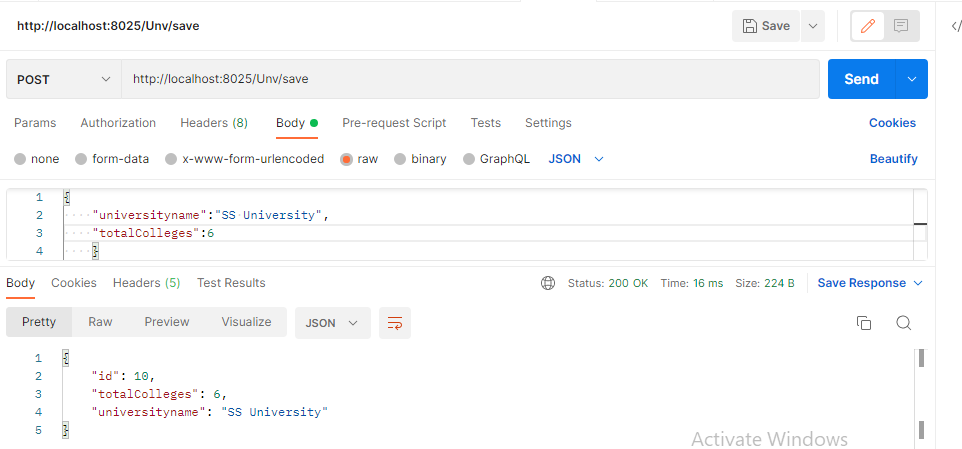 http://localhost:8025/Unv/save Save
POST http://localhost:8025/Unv/save Send
Params Authorization Headers (8) Body Pre-request Script Tests Settings Cookies
none form-data x-www-form-urlencoded raw binary GraphQL JSON Beautify
1 {
2 "universityname":"SS University",
3 "totalColleges":6
4 }
Body Cookies Headers (5) Test Results Status: 200 OK Time: 16 ms Size: 224 B Save Response
Pretty Raw Preview Visualize JSON
1 {
2 "id": 10,
3 "totalColleges": 6,
4 "universityname": "SS University"
5 }
Activate Windows